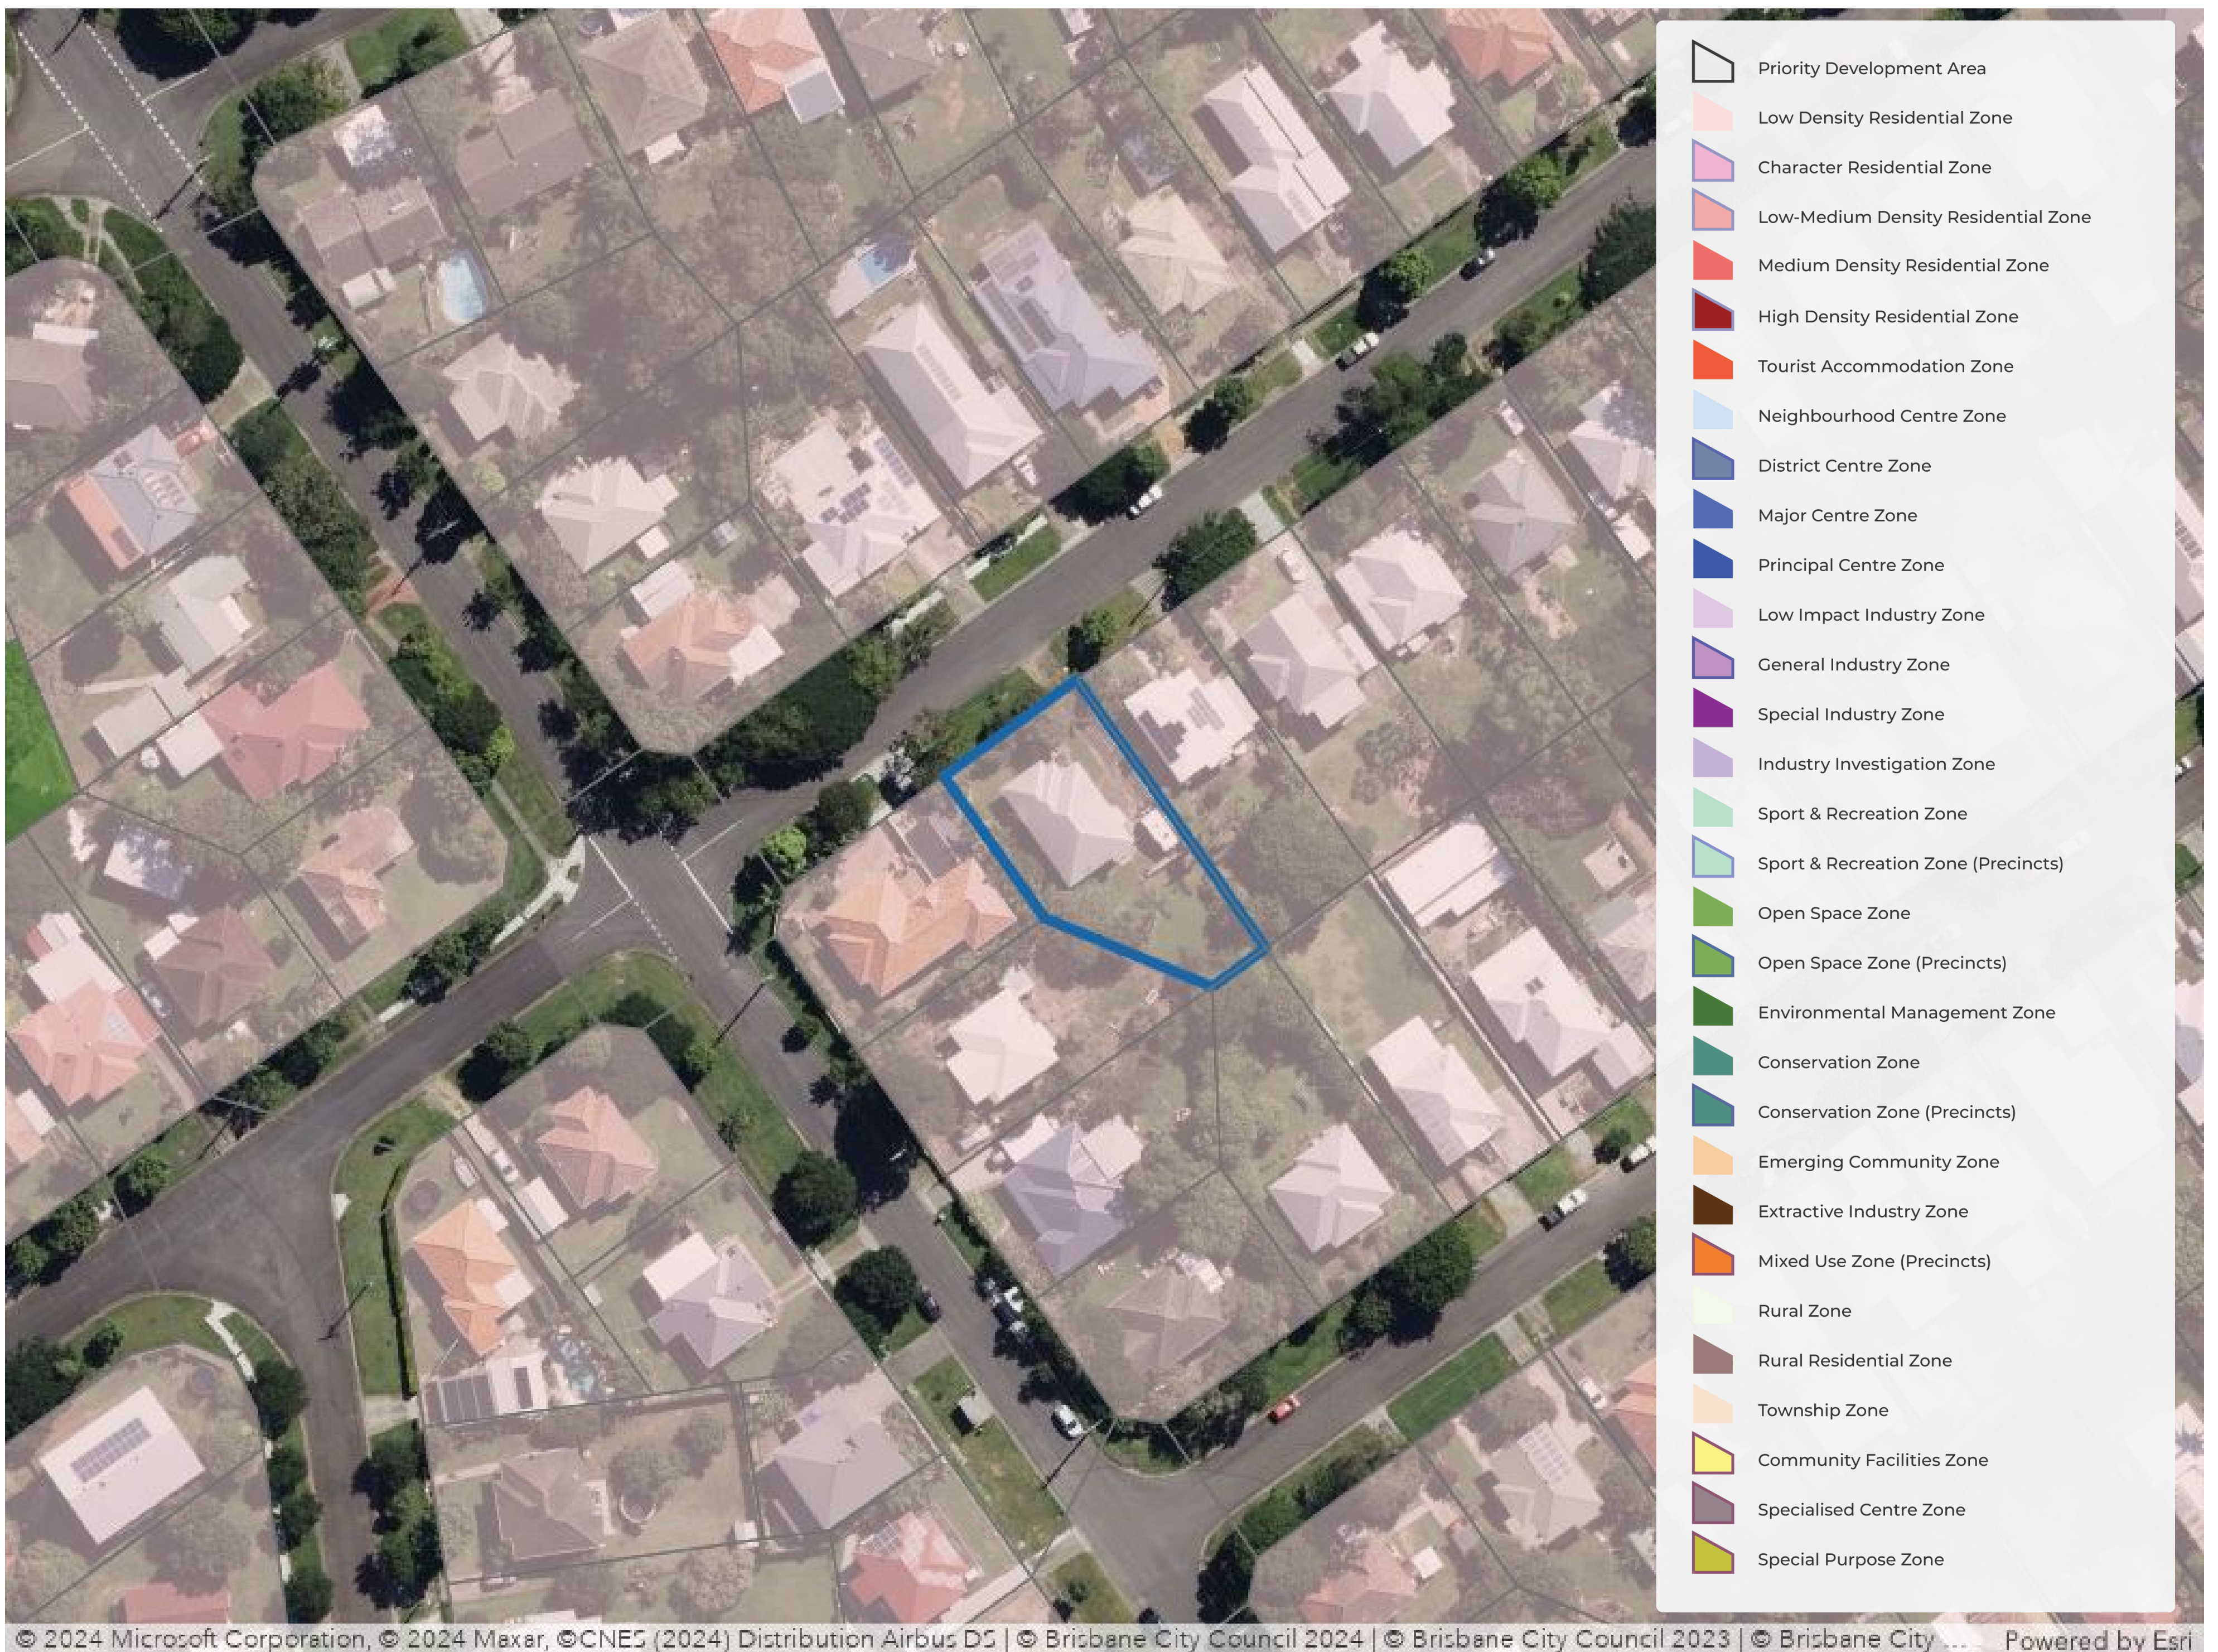 Priority Development Area
Low Density Residential Zone
Character Residential Zone
Low-Medium Density Residential Zone
Medium Density Residential Zone
High Density Residential Zone
Tourist Accommodation Zone
Neighbourhood Centre Zone
District Centre Zone
Major Centre Zone
Principal Centre Zone
Low Impact Industry Zone
General Industry Zone
Special Industry Zone
Industry Investigation Zone
Sport & Recreation Zone
Sport & Recreation Zone (Precincts)
Open Space Zone
Open Space Zone (Precincts)
Environmental Management Zone
Conservation Zone
Conservation Zone (Precincts)
Emerging Community Zone
Extractive Industry Zone
Mixed Use Zone (Precincts)
Rural Zone
Rural Residential Zone
Township Zone
Community Facilities Zone
Specialised Centre Zone
Special Purpose Zone
© 2024 Microsoft Corporation, © 2024 Maxar, ©CNES (2024) Distribution Airbus DS | © Brisbane City Council 2024 | © Brisbane City Council 2023 | © Brisbane City ... Powered by Esri